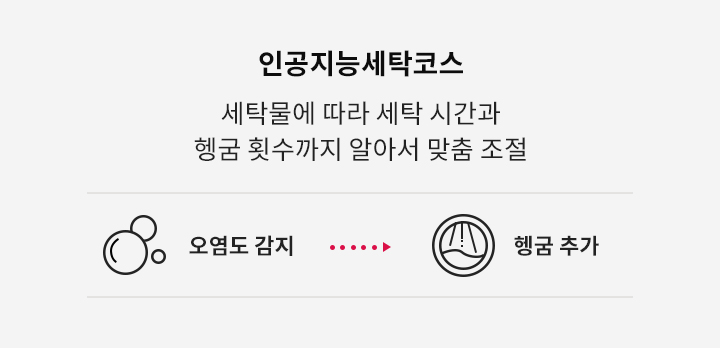 인공지능세탁코스
세탁물에 따라 세탁 시간과
헹굼 횟수까지 알아서 맞춤 조절
오염도 감지
헹굼 추가